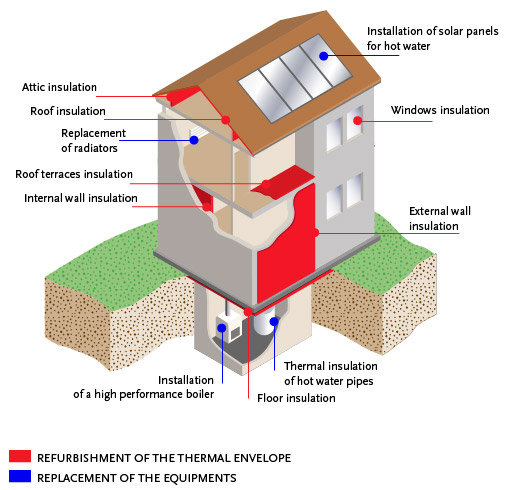 Installation of solar panels
for hot water
Attic insulation
Roof insulation
Windows insulation
Replacement
of radiators
Roof terraces insulation
Internal wall insulation
External wall
insulation
Thermal insulation
of hot water pipes
Installation
of a high performance boiler
Floor insulation
REFURBISHMENT OF THE THERMAL ENVELOPE
REPLACEMENT OF THE EQUIPMENTS